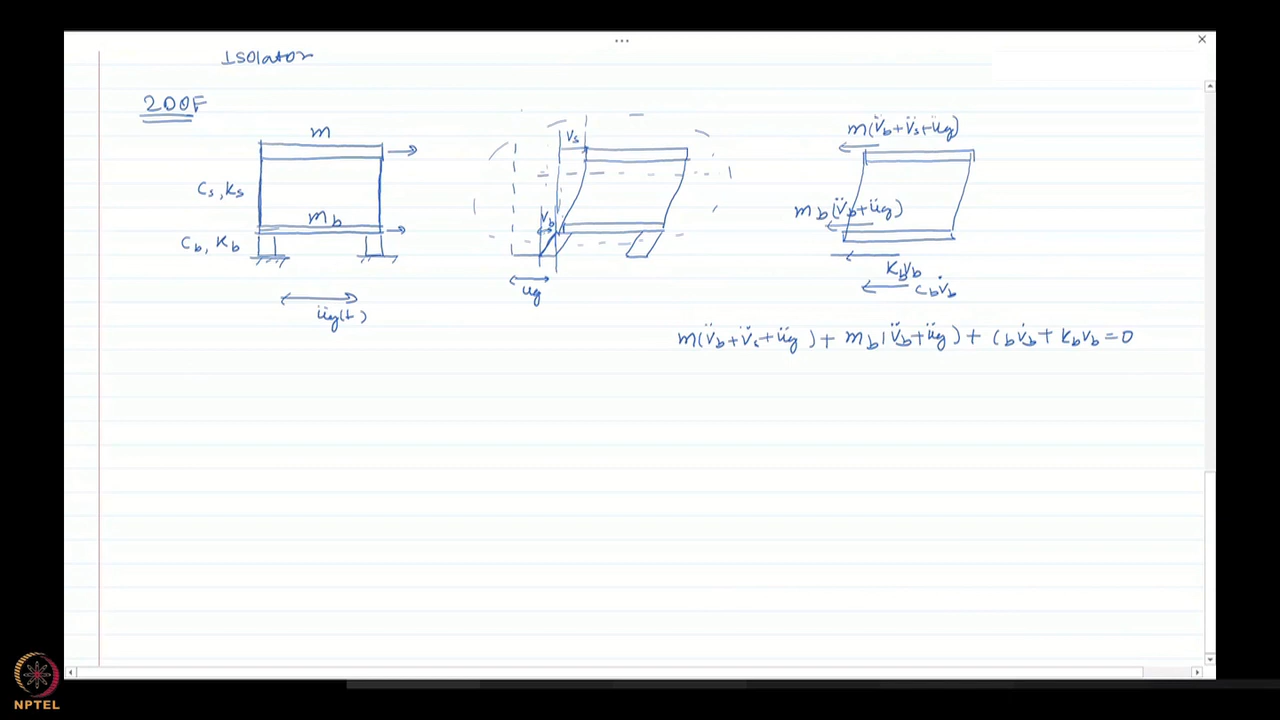 Isolator
2DOF
m
Cs, Ks
mb
Cb, Kb
üg(t)
vs
vb
ug
m(v̈b+v̈s+üg)
mb(v̈b+üg)
Kbvb
cbv̇b
m(v̈b+v̈s+üg)+mb(v̈b+üg)+cbv̇b+kbvb=0
NPTEL